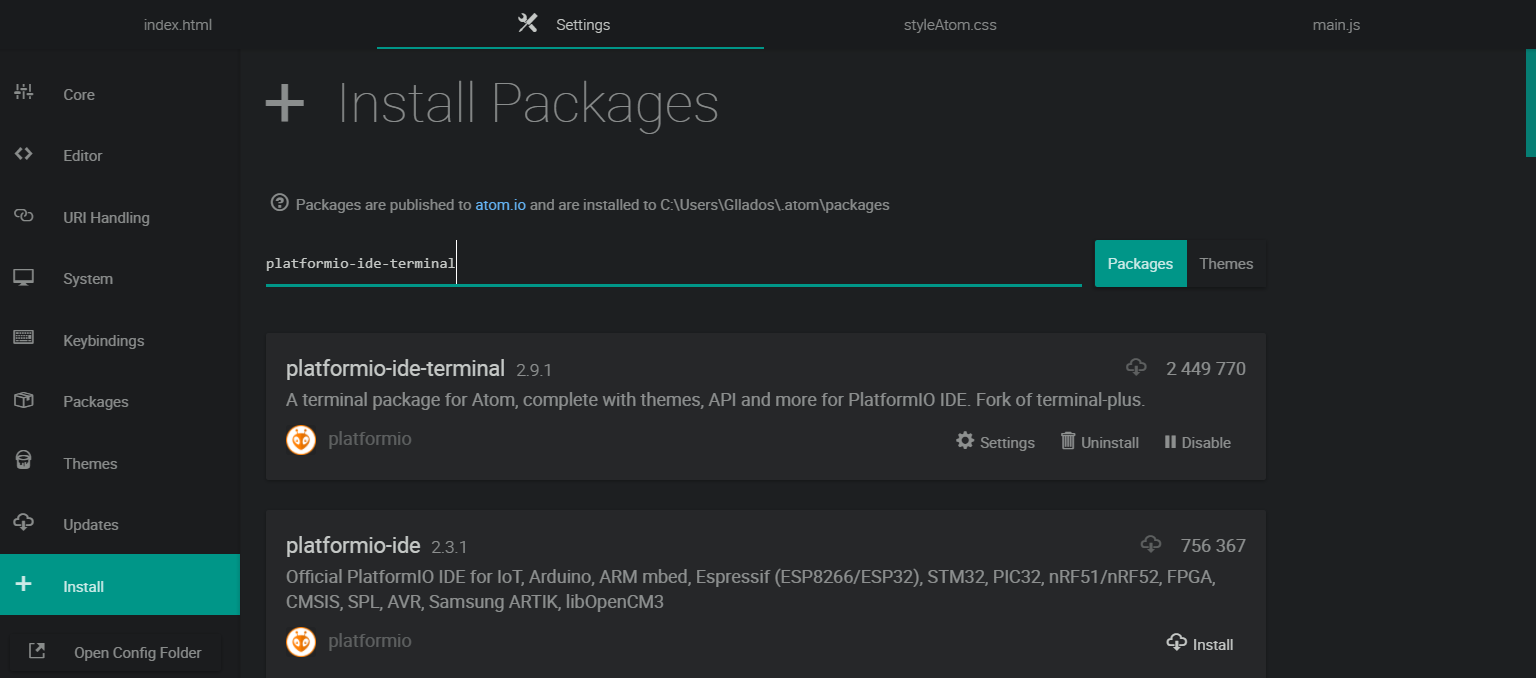 index.html
Settings
styleAtom.css
main.js
Core
Editor
URI Handling
System
Keybindings
Packages
Themes
Updates
Install
Open Config Folder
Install Packages
Packages are published to atom.io and are installed to C:\Users\Gllados\.atom\packages
platformio-ide-terminal
Packages
Themes
platformio-ide-terminal 2.9.1
2 449 770
A terminal package for Atom, complete with themes, API and more for PlatformIO IDE. Fork of terminal-plus.
platformio
Settings
Uninstall
Disable
platformio-ide 2.3.1
756 367
Official PlatformIO IDE for IoT, Arduino, ARM mbed, Espressif (ESP8266/ESP32), STM32, PIC32, nRF51/nRF52, FPGA,
CMSIS, SPL, AVR, Samsung ARTIK, libOpenCM3
platformio
Install